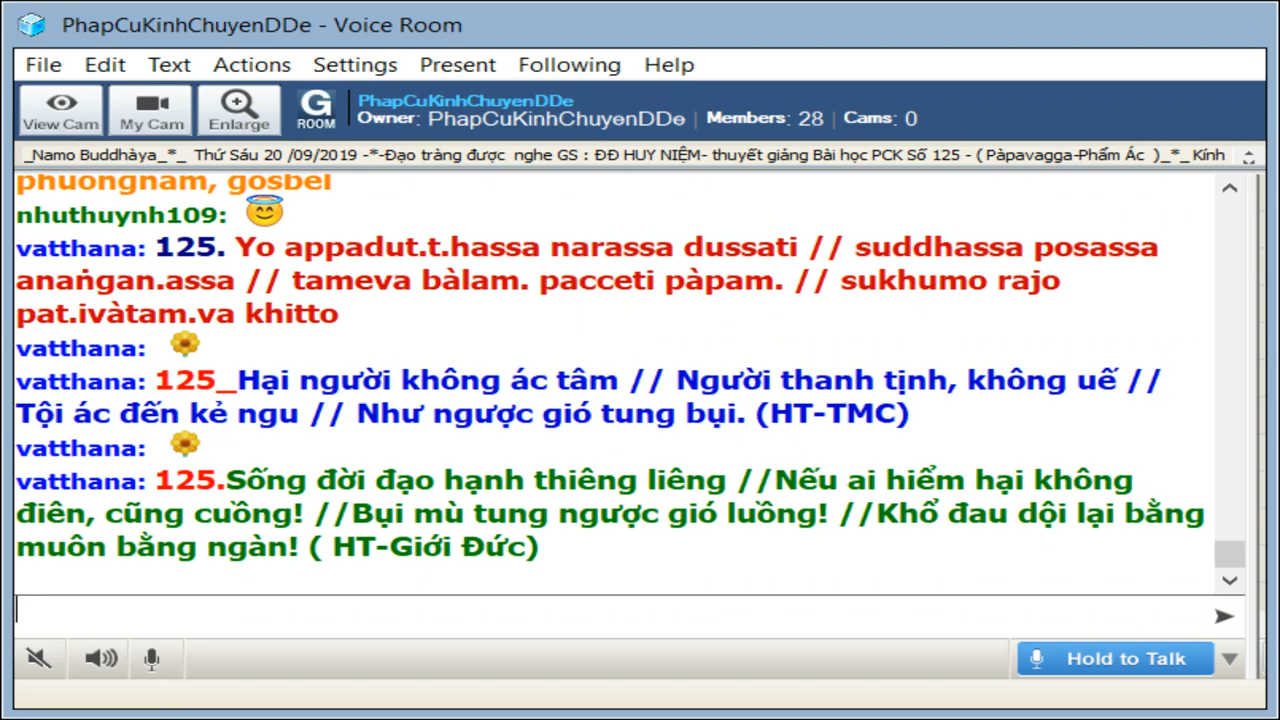 PhapCuKinhChuyenDDe - Voice Room
File Edit Text Actions Settings Present Following Help
View Cam My Cam Enlarge G ROOM
PhapCuKinhChuyenDDe
Owner: PhapCuKinhChuyenDDe | Members: 28 | Cams: 0
_Namo Buddhàya_*_ Thứ Sáu 20 /09/2019 -*-Đạo tràng được nghe GS : ĐĐ HUY NIỆM- thuyết giảng Bài học PCK Số 125 - ( Pàpavagga-Phẩm Ác )_*_ Kính
phuongnam, gosbel
nhuthuynh109:
vatthana: 125. Yo appadut.t.hassa narassa dussati // suddhassa posassa
anaṅgan.assa // tameva bàlam. pacceti pàpam. // sukhumo rajo
pat.ivàtam.va khitto
vatthana:
vatthana: 125_Hại người không ác tâm // Người thanh tịnh, không uế //
Tội ác đến kẻ ngu // Như ngược gió tung bụi. (HT-TMC)
vatthana:
vatthana: 125.Sống đời đạo hạnh thiêng liêng //Nếu ai hiểm hại không
điên, cũng cuồng! //Bụi mù tung ngược gió luồng! //Khổ đau dội lại bằng
muôn bằng ngàn! ( HT-Giới Đức)
Hold to Talk